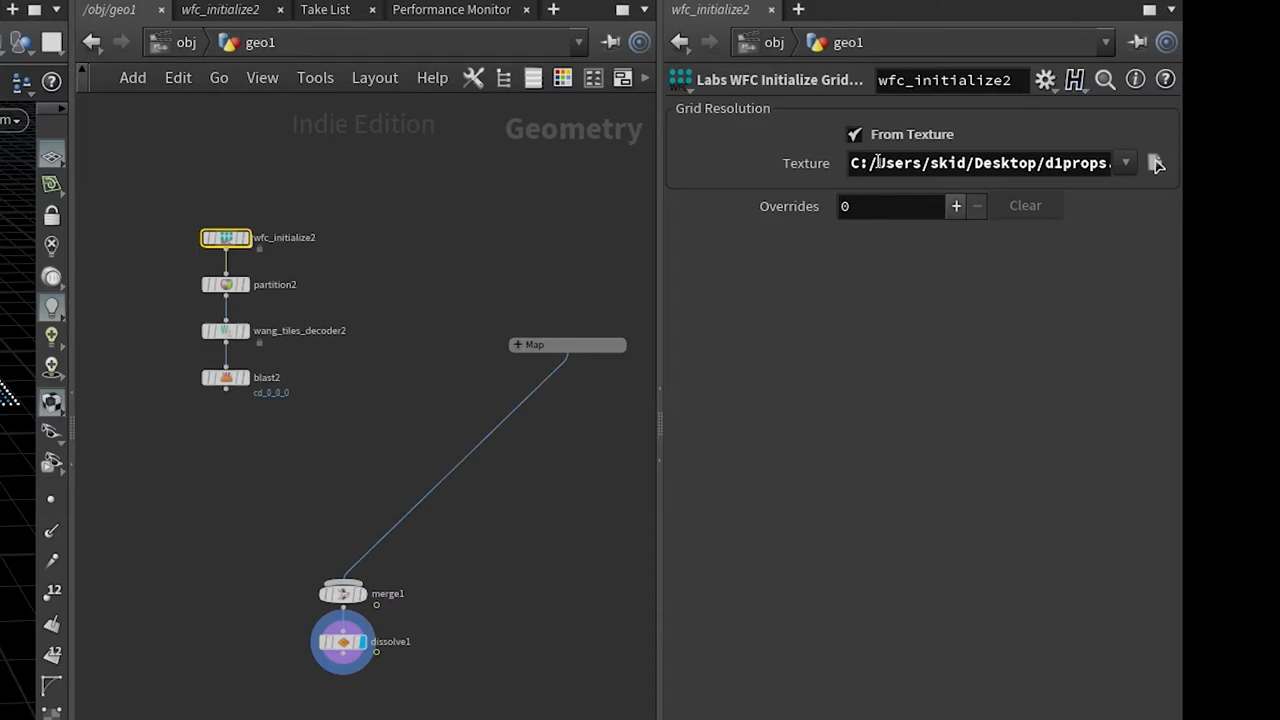 /obj/geo1
wfc_initialize2
Take List
Performance Monitor
wfc_initialize2
obj
geo1
obj
geo1
Add
Edit
Go
View
Tools
Layout
Help
Labs WFC Initialize Grid...
wfc_initialize2
Grid Resolution
Indie Edition
Geometry
From Texture
Texture
C:/Users/skid/Desktop/d1props.
Overrides
0
Clear
wfc_initialize2
partition2
wang_tiles_decoder2
blast2
cd_0_0_0
Map
merge1
dissolve1
m
12
12